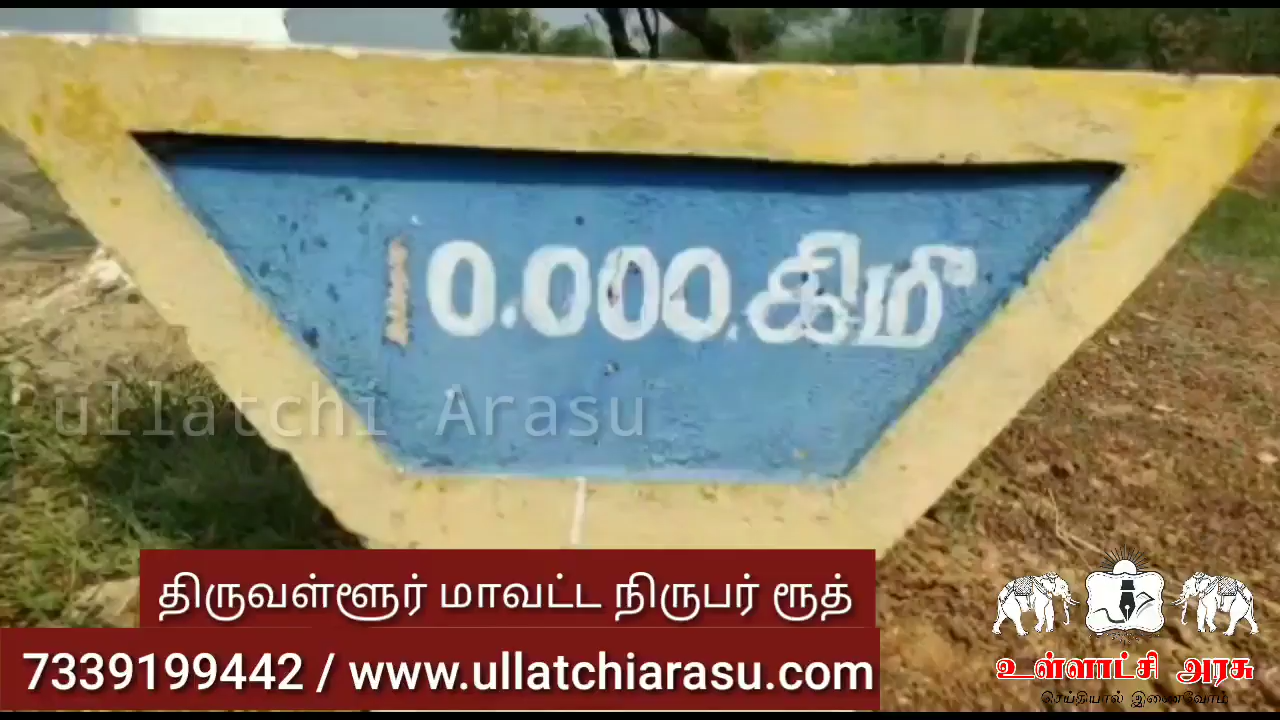 0.000.கிமீ
ullatchi Arasu
திருவள்ளூர் மாவட்ட நிருபர் ரூத்
7339199442 / www.ullatchiarasu.com
உள்ளாட்சி அரசு
செய்தியால் இணைவோம்